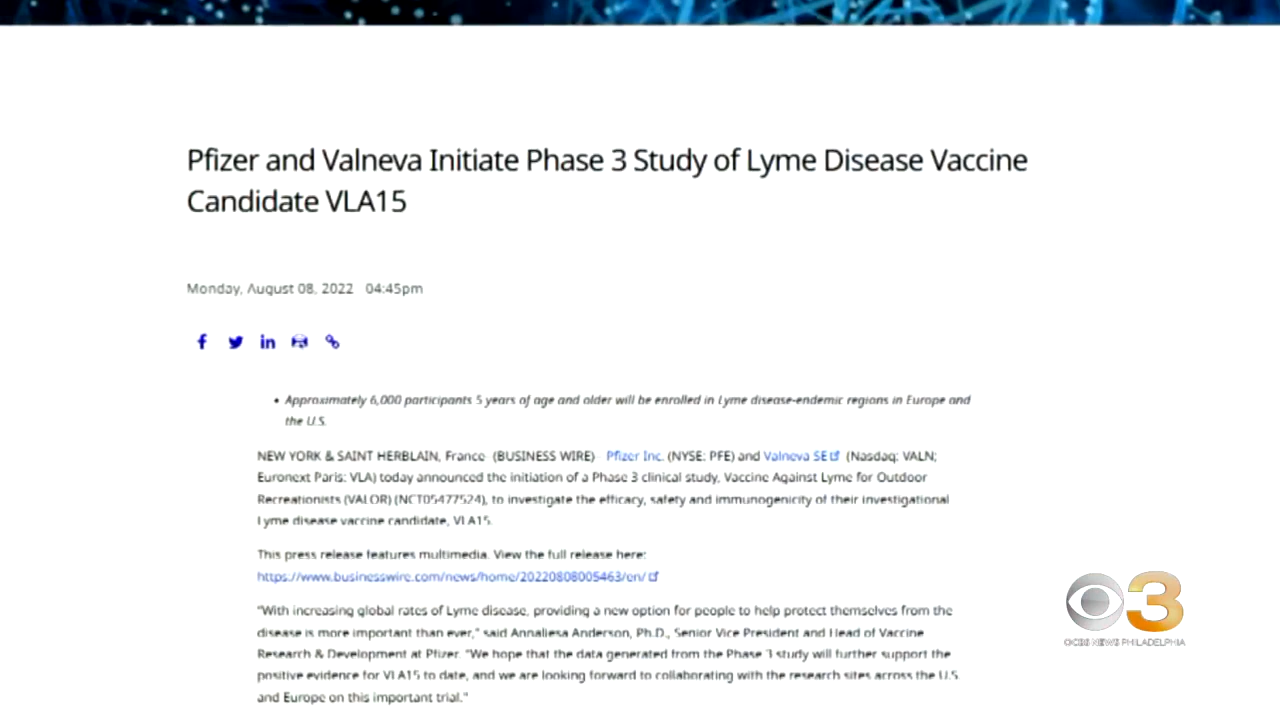 Pfizer and Valneva Initiate Phase 3 Study of Lyme Disease Vaccine
Candidate VLA15
Monday, August 08, 2022 04:45pm
• Approximately 6,000 participants 5 years of age and older will be enrolled in Lyme disease-endemic regions in Europe and
the U.S.
NEW YORK & SAINT HERBLAIN, France (BUSINESS WIRE) Pfizer Inc. (NYSE: PFE) and Valneva SE (Nasdaq: VALN;
Euronext Paris: VLA) today announced the initiation of a Phase 3 clinical study, Vaccine Against Lyme for Outdoor
Recreationists (VALOR) (NCT05477524), to investigate the efficacy, safety and immunogenicity of their investigational
Lyme disease vaccine candidate, VLA15.
This press release features multimedia. View the full release here:
https://www.businesswire.com/news/home/20220808005463/en/
"With increasing global rates of Lyme disease, providing a new option for people to help protect themselves from the
disease is more important than ever," said Annaliesa Anderson, Ph.D., Senior Vice President and Head of Vaccine
Research & Development at Pfizer. "We hope that the data generated from the Phase 3 study will further support the
positive evidence for VLA15 to date, and we are looking forward to collaborating with the research sites across the U.S.
and Europe on this important trial."
3
CBS NEWS PHILADELPHIA